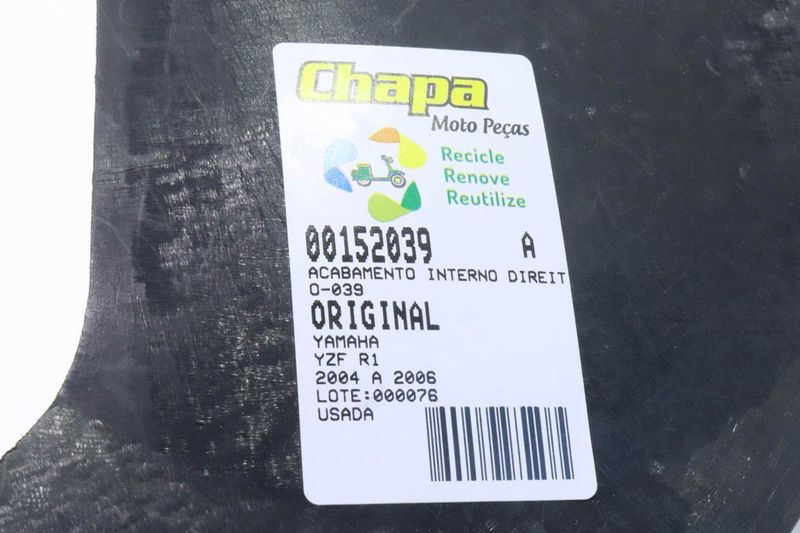 Chapa
Moto Peças
Recicle
Renove
Reutilize
00152039 A
ACABAMENTO INTERNO DIREIT
O-039
ORIGINAL
YAMAHA
YZF R1
2004 A 2006
LOTE:000076
USADA